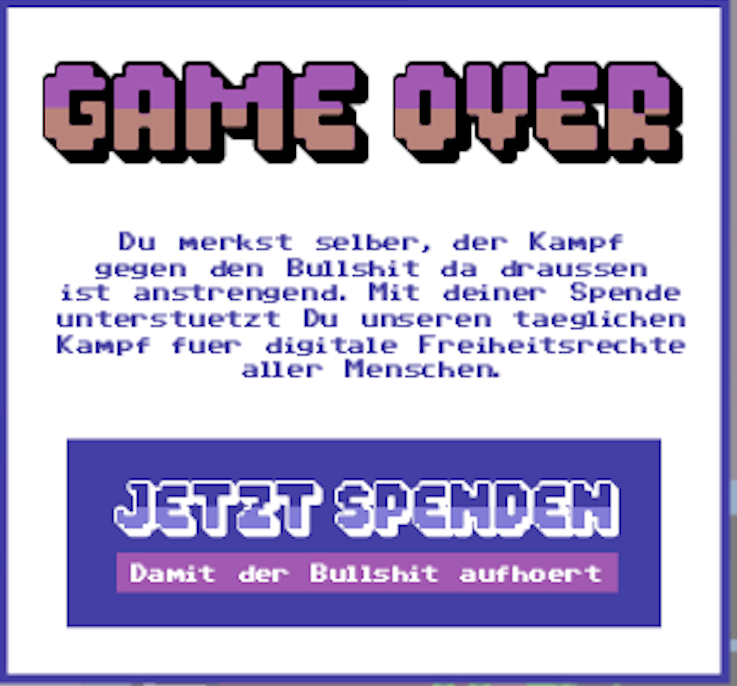 GAME OVER
Du merkst selber, der Kampf
gegen den Bullshit da draussen
ist anstrengend. Mit deiner Spende
unterstuetzt Du unseren taeglichen
Kampf fuer digitale Freiheitsrechte
aller Menschen.
JETZT SPENDEN
Damit der Bullshit aufhoert